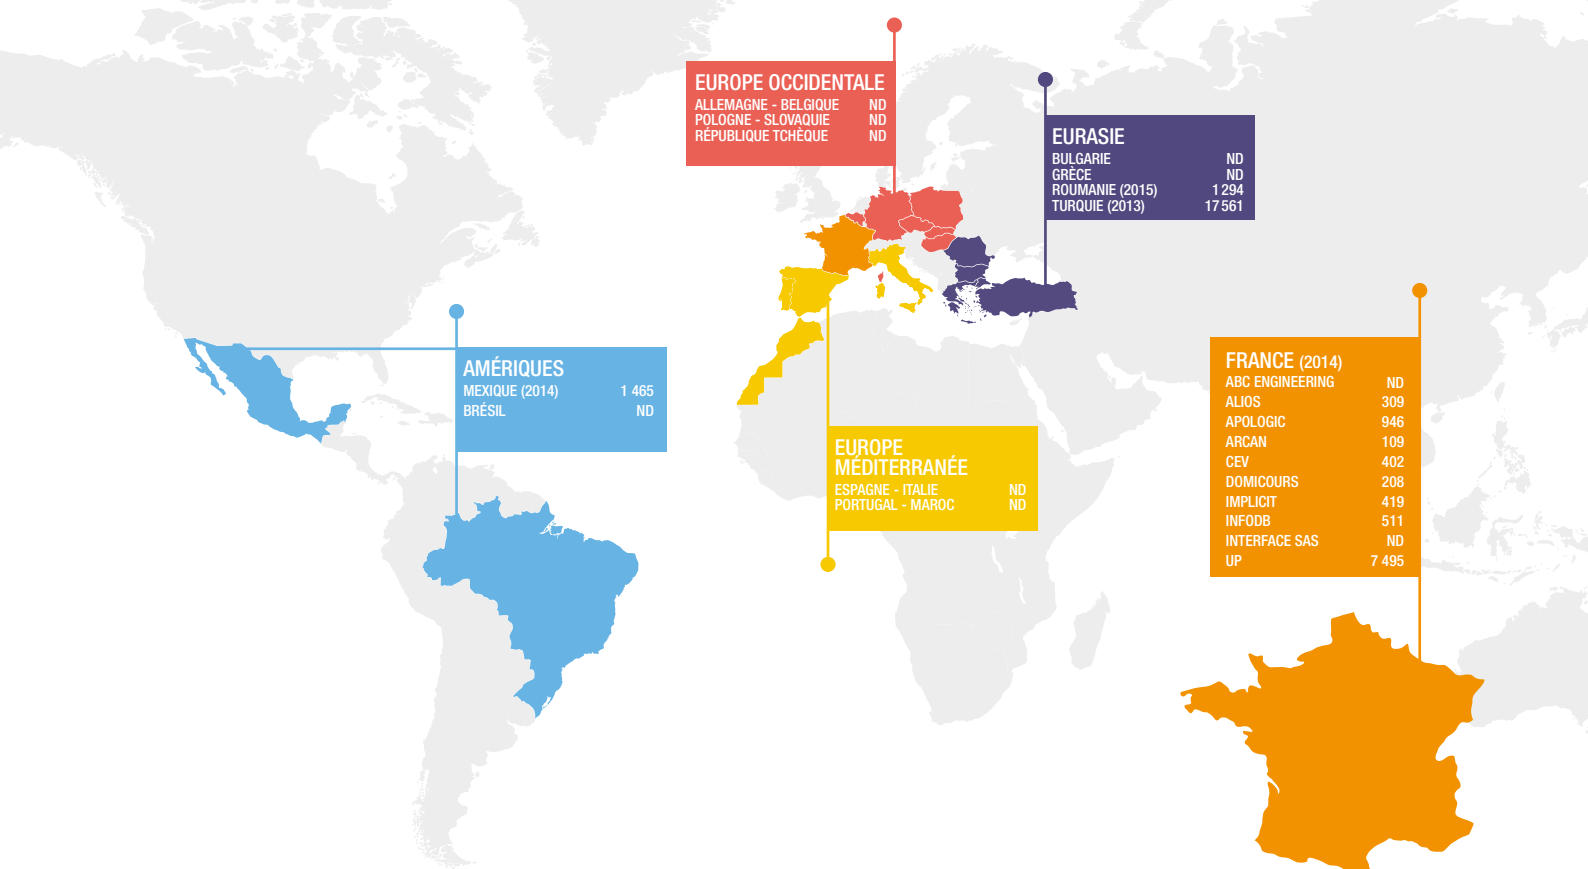 EUROPE OCCIDENTALE
ALLEMAGNE - BELGIQUE ND
POLOGNE - SLOVAQUIE ND
RÉPUBLIQUE TCHÈQUE ND
EURASIE
BULGARIE ND
GRÈCE ND
ROUMANIE (2015) 1 294
TURQUIE (2013) 17 561
AMÉRIQUES
MEXIQUE (2014) 1 465
BRÉSIL ND
EUROPE
MÉDITERRANÉE
ESPAGNE - ITALIE ND
PORTUGAL - MAROC ND
FRANCE (2014)
ABC ENGINEERING ND
ALIOS 309
APOLOGIC 946
ARCAN 109
CEV 402
DOMICOURS 208
IMPLICIT 419
INFODB 511
INTERFACE SAS ND
UP 7 495